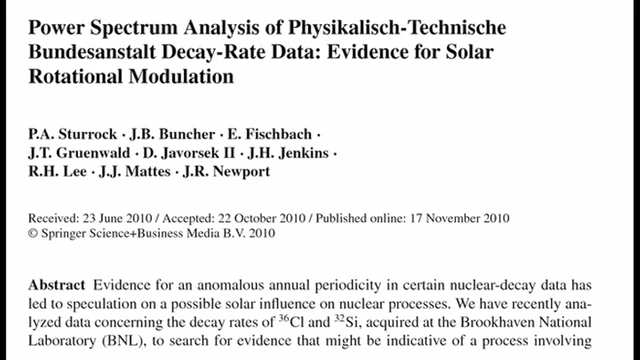 Power Spectrum Analysis of Physikalisch-Technische
Bundesanstalt Decay-Rate Data: Evidence for Solar
Rotational Modulation
P.A. Sturrock · J.B. Buncher · E. Fischbach ·
J.T. Gruenwald · D. Javorsek II · J.H. Jenkins ·
R.H. Lee · J.J. Mattes · J.R. Newport
Received: 23 June 2010 / Accepted: 22 October 2010 / Published online: 17 November 2010
© Springer Science+Business Media B.V. 2010
Abstract Evidence for an anomalous annual periodicity in certain nuclear-decay data has
led to speculation on a possible solar influence on nuclear processes. We have recently ana-
lyzed data concerning the decay rates of ³⁶Cl and ³²Si, acquired at the Brookhaven National
Laboratory (BNL), to search for evidence that might be indicative of a process involving